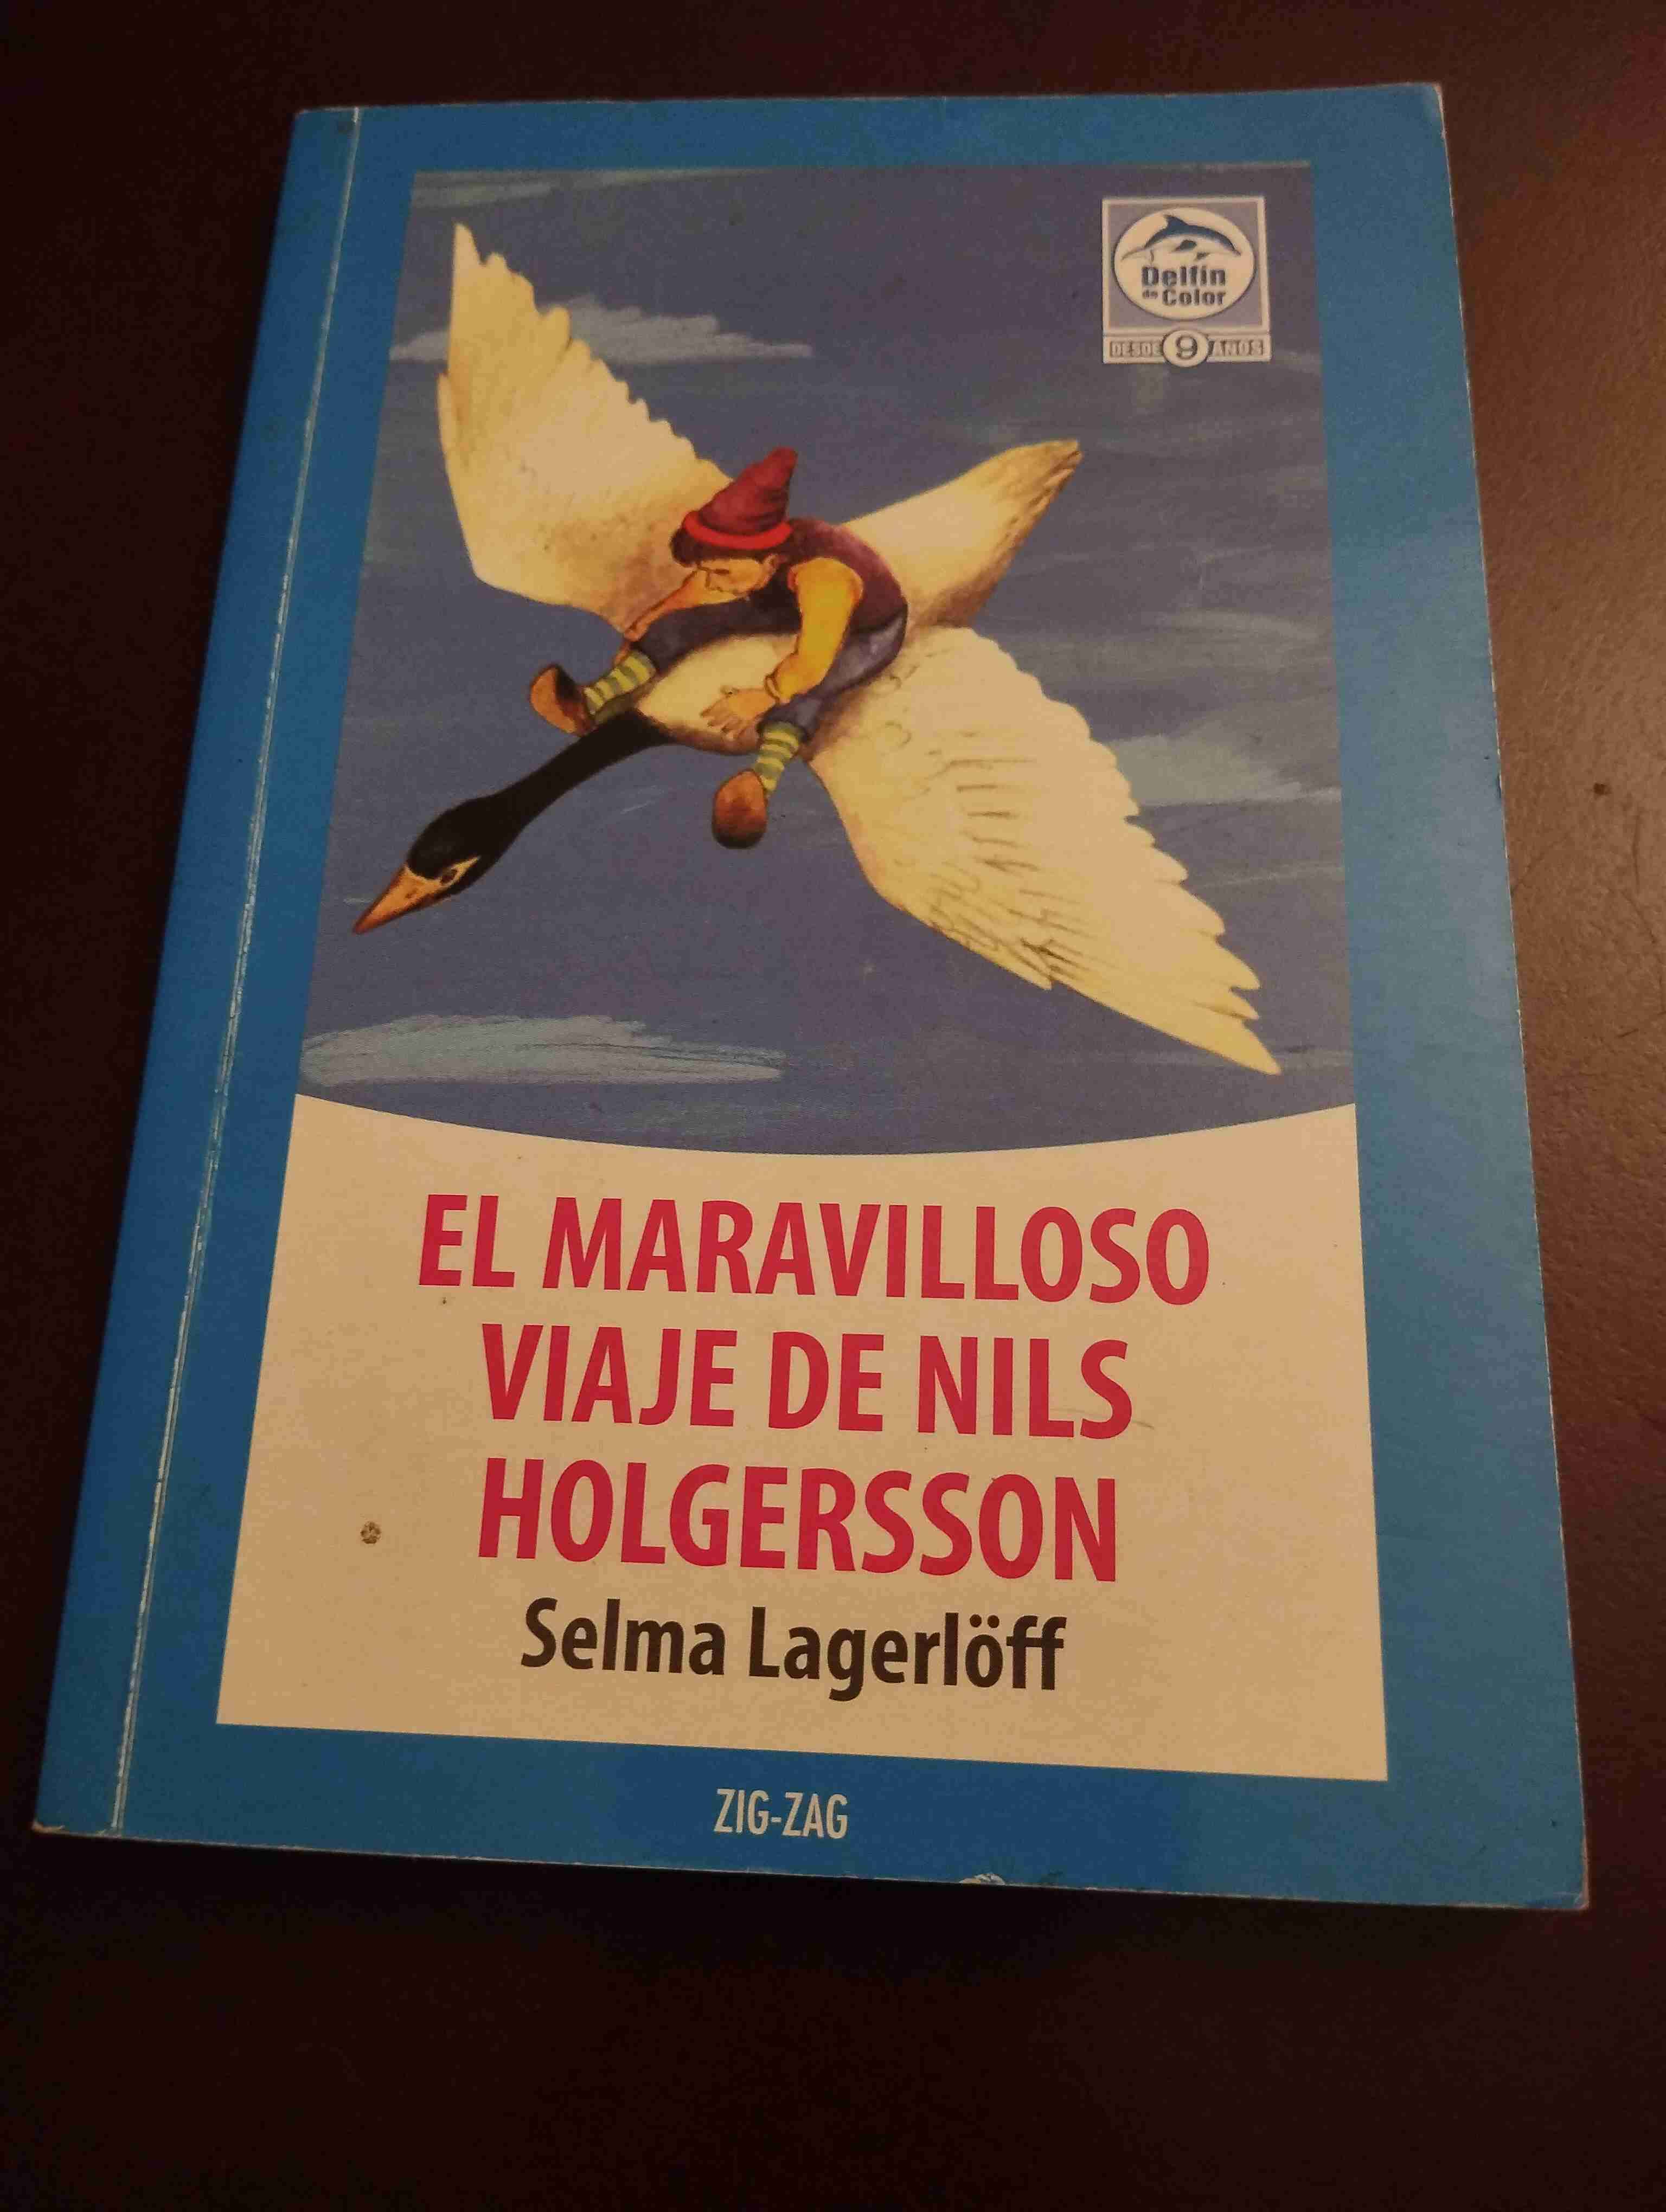 Delfín
de Color
DESDE 9 AÑOS
EL MARAVILLOSO
VIAJE DE NILS
HOLGERSSON
Selma Lagerlöff
ZIG-ZAG